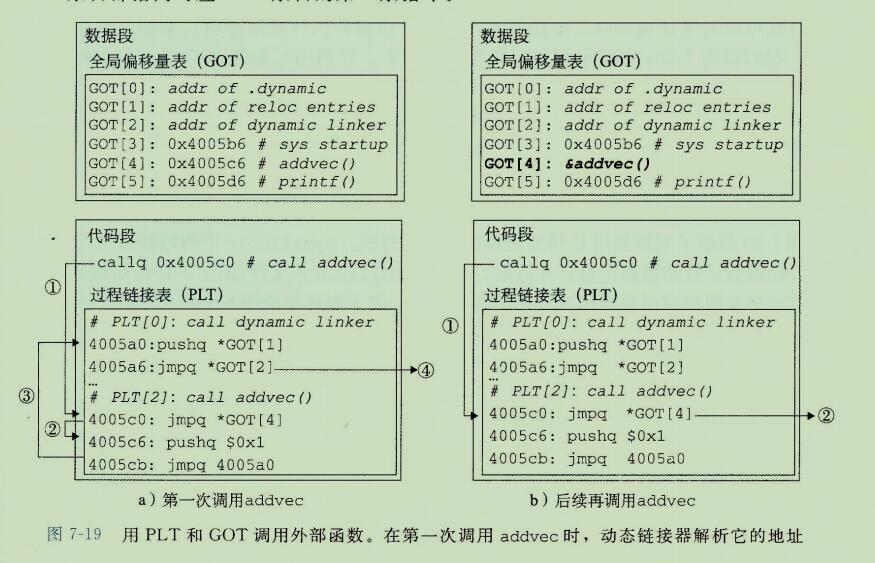 数据段
全局偏移量表（GOT）
GOT[0]: addr of .dynamic
GOT[1]: addr of reloc entries
GOT[2]: addr of dynamic linker
GOT[3]: 0x4005b6 # sys startup
GOT[4]: 0x4005c6 # addvec()
GOT[5]: 0x4005d6 # printf()
代码段
callq 0x4005c0 # call addvec()
①
过程链接表（PLT）
# PLT[0]: call dynamic linker
4005a0:pushq *GOT[1]
4005a6:jmpq *GOT[2]
④
…
③
# PLT[2]: call addvec()
4005c0: jmpq *GOT[4]
②
4005c6: pushq $0x1
4005cb: jmpq 4005a0
a）第一次调用addvec
数据段
全局偏移量表（GOT）
GOT[0]: addr of .dynamic
GOT[1]: addr of reloc entries
GOT[2]: addr of dynamic linker
GOT[3]: 0x4005b6 # sys startup
GOT[4]: &addvec()
GOT[5]: 0x4005d6 # printf()
代码段
callq 0x4005c0 # call addvec()
过程链接表（PLT）
①
# PLT[0]: call dynamic linker
4005a0:pushq *GOT[1]
4005a6:jmpq *GOT[2]
…
# PLT[2]: call addvec()
4005c0: jmpq *GOT[4]
②
4005c6: pushq $0x1
4005cb: jmpq 4005a0
b）后续再调用addvec
图 7-19 用 PLT 和 GOT 调用外部函数。在第一次调用 addvec 时，动态链接器解析它的地址